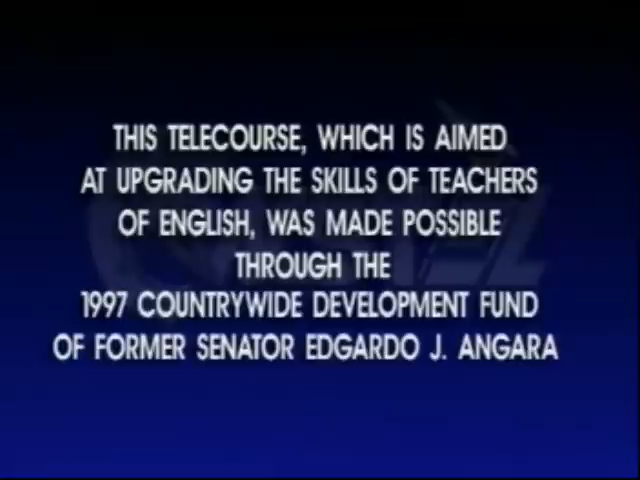 THIS TELECOURSE, WHICH IS AIMED
AT UPGRADING THE SKILLS OF TEACHERS
OF ENGLISH, WAS MADE POSSIBLE
THROUGH THE
1997 COUNTRYWIDE DEVELOPMENT FUND
OF FORMER SENATOR EDGARDO J. ANGARA